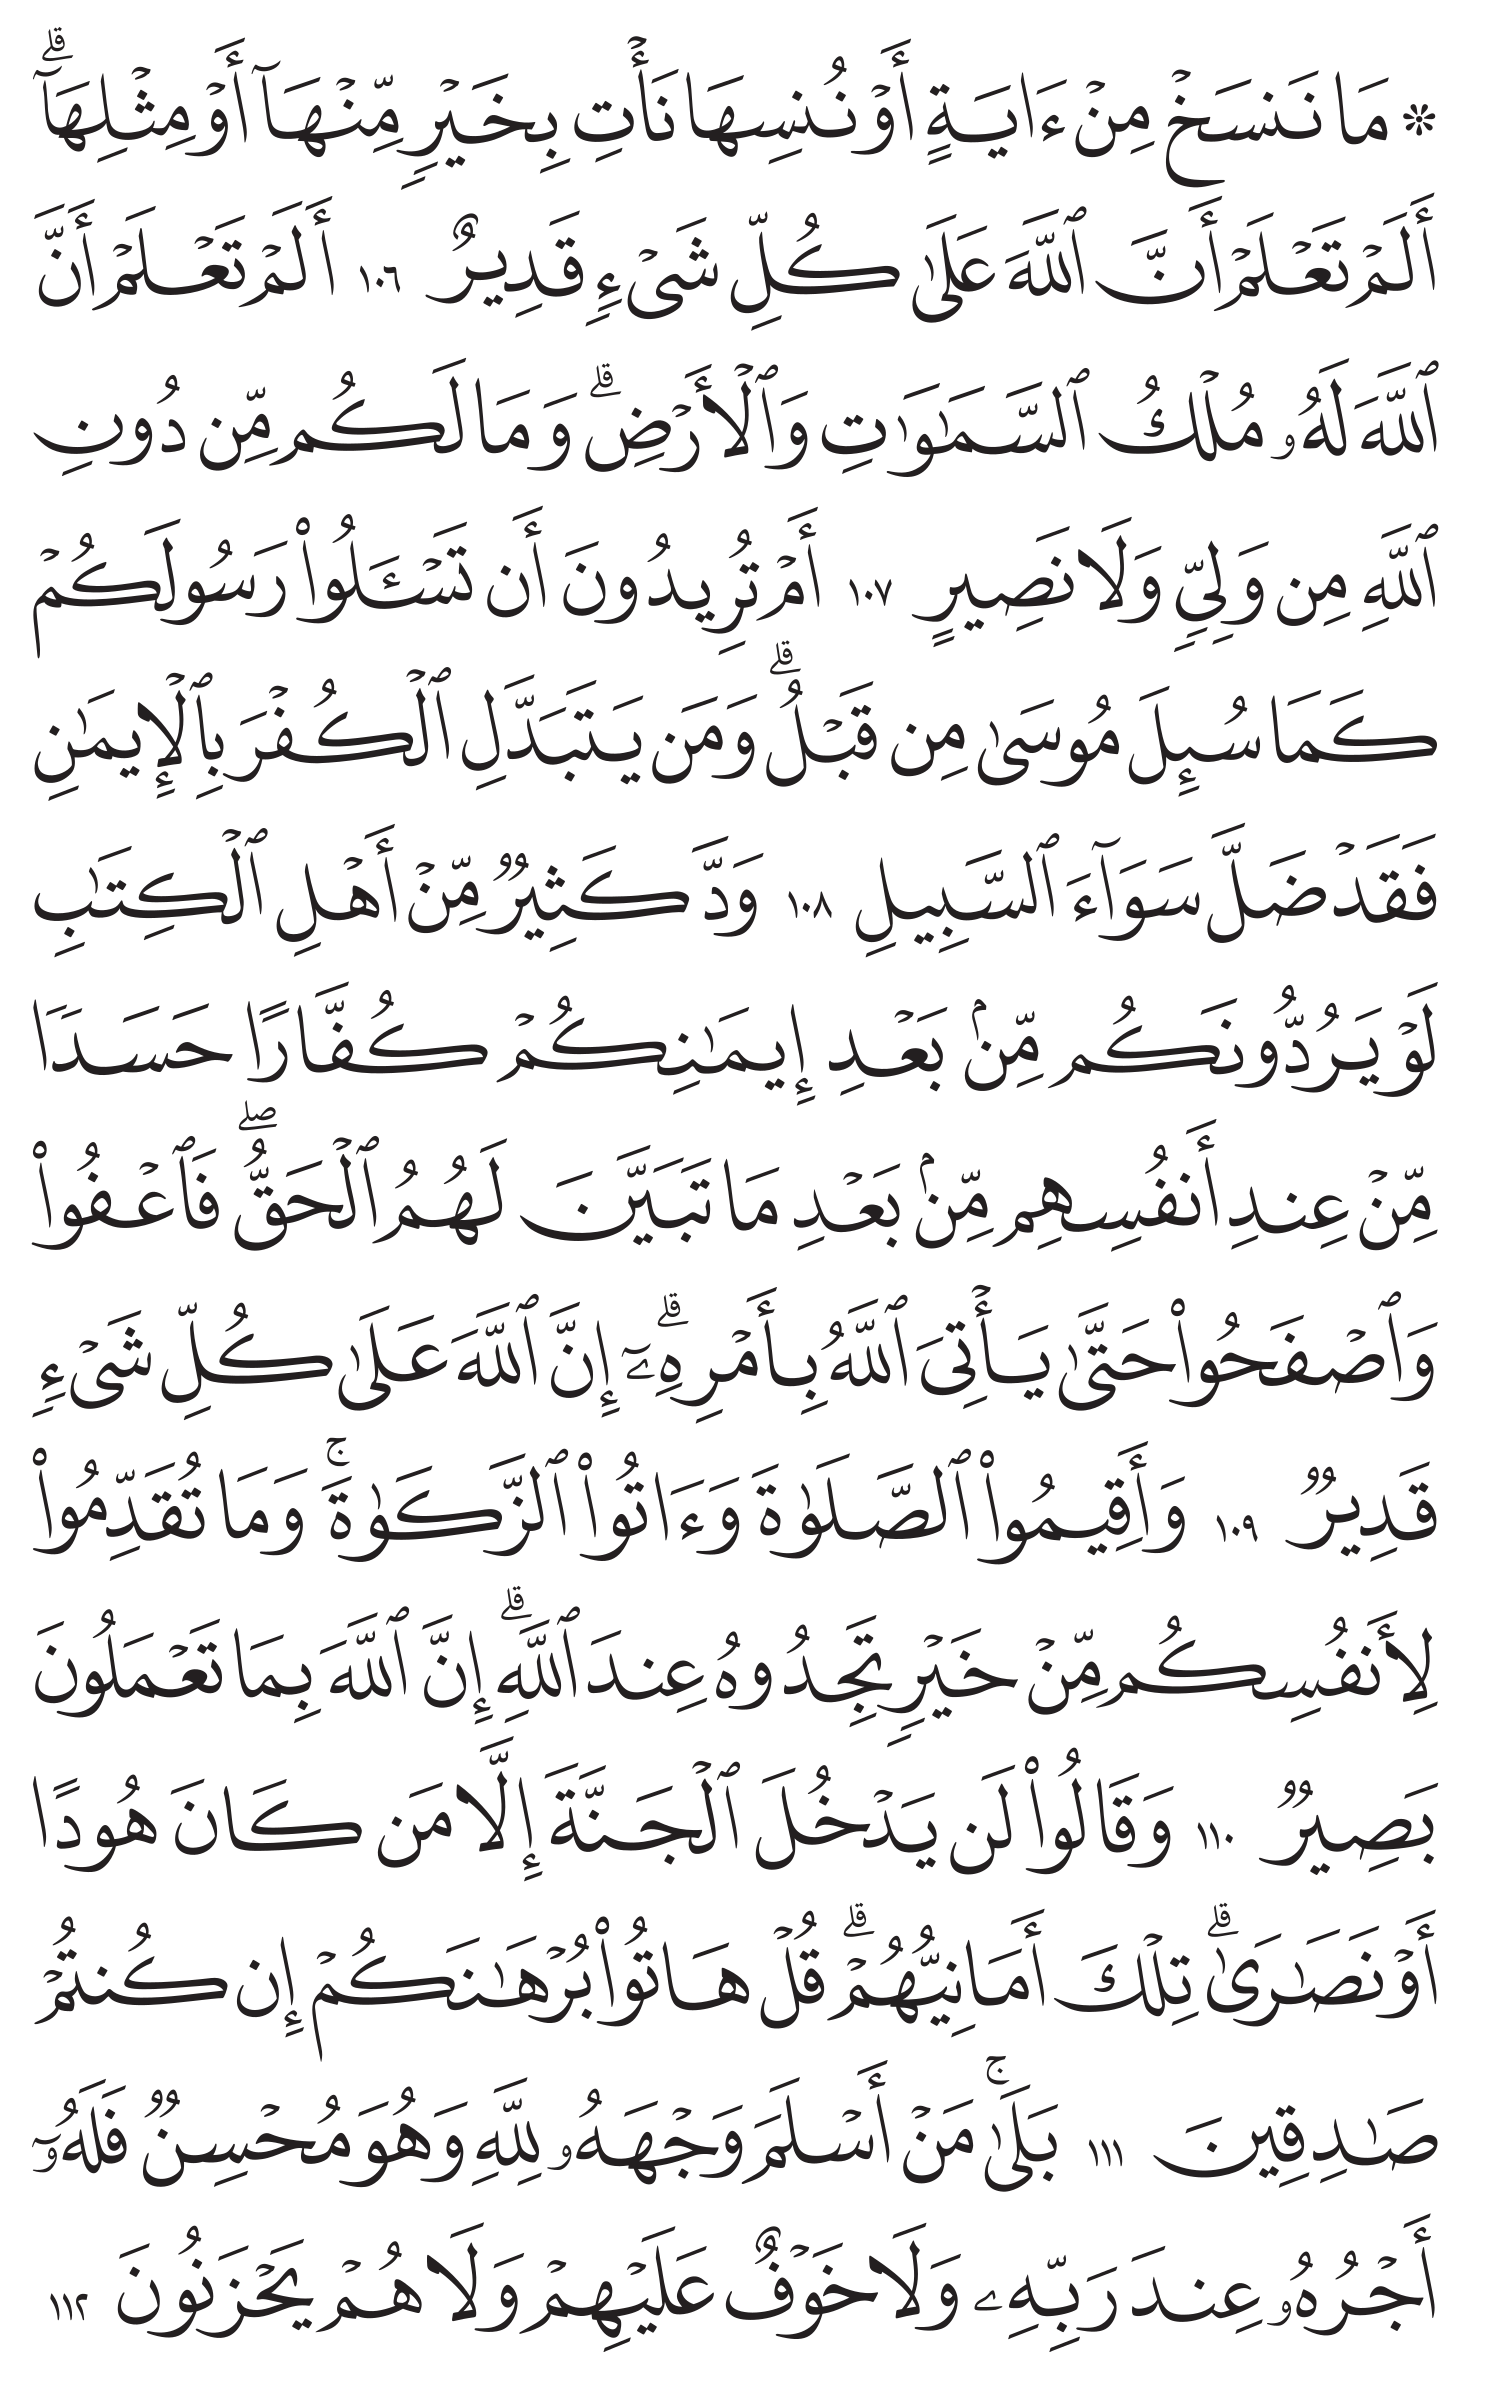 ۞ مَا نَنسَخْ مِنْ ءَايَةٍ أَوْ نُنسِهَا نَأْتِ بِخَيْرٍ مِّنْهَآ أَوْ مِثْلِهَآ ۗ
أَلَمْ تَعْلَمْ أَنَّ ٱللَّهَ عَلَىٰ كُلِّ شَىْءٍ قَدِيرٌ ١٠٦ أَلَمْ تَعْلَمْ أَنَّ
ٱللَّهَ لَهُۥ مُلْكُ ٱلسَّمَـٰوَٰتِ وَٱلْأَرْضِ ۗ وَمَا لَكُم مِّن دُونِ
ٱللَّهِ مِن وَلِىٍّ وَلَا نَصِيرٍ ١٠٧ أَمْ تُرِيدُونَ أَن تَسْـَٔلُوا۟ رَسُولَكُمْ
كَمَا سُئِلَ مُوسَىٰ مِن قَبْلُ ۗ وَمَن يَتَبَدَّلِ ٱلْكُفْرَ بِٱلْإِيمَـٰنِ
فَقَدْ ضَلَّ سَوَآءَ ٱلسَّبِيلِ ١٠٨ وَدَّ كَثِيرٌ مِّنْ أَهْلِ ٱلْكِتَـٰبِ
لَوْ يَرُدُّونَكُم مِّنۢ بَعْدِ إِيمَـٰنِكُمْ كُفَّارًا حَسَدًا
مِّنْ عِندِ أَنفُسِهِم مِّنۢ بَعْدِ مَا تَبَيَّنَ لَهُمُ ٱلْحَقُّ ۖ فَٱعْفُوا۟
وَٱصْفَحُوا۟ حَتَّىٰ يَأْتِىَ ٱللَّهُ بِأَمْرِهِۦٓ ۗ إِنَّ ٱللَّهَ عَلَىٰ كُلِّ شَىْءٍ
قَدِيرٌ ١٠٩ وَأَقِيمُوا۟ ٱلصَّلَوٰةَ وَءَاتُوا۟ ٱلزَّكَوٰةَ ۚ وَمَا تُقَدِّمُوا۟
لِأَنفُسِكُم مِّنْ خَيْرٍ تَجِدُوهُ عِندَ ٱللَّهِ ۗ إِنَّ ٱللَّهَ بِمَا تَعْمَلُونَ
بَصِيرٌ ١١٠ وَقَالُوا۟ لَن يَدْخُلَ ٱلْجَنَّةَ إِلَّا مَن كَانَ هُودًا
أَوْ نَصَـٰرَىٰ ۗ تِلْكَ أَمَانِيُّهُمْ ۗ قُلْ هَاتُوا۟ بُرْهَـٰنَكُمْ إِن كُنتُمْ
صَـٰدِقِينَ ١١١ بَلَىٰ ۚ مَنْ أَسْلَمَ وَجْهَهُۥ لِلَّهِ وَهُوَ مُحْسِنٌ فَلَهُۥٓ
أَجْرُهُۥ عِندَ رَبِّهِۦ وَلَا خَوْفٌ عَلَيْهِمْ وَلَا هُمْ يَحْزَنُونَ ١١٢